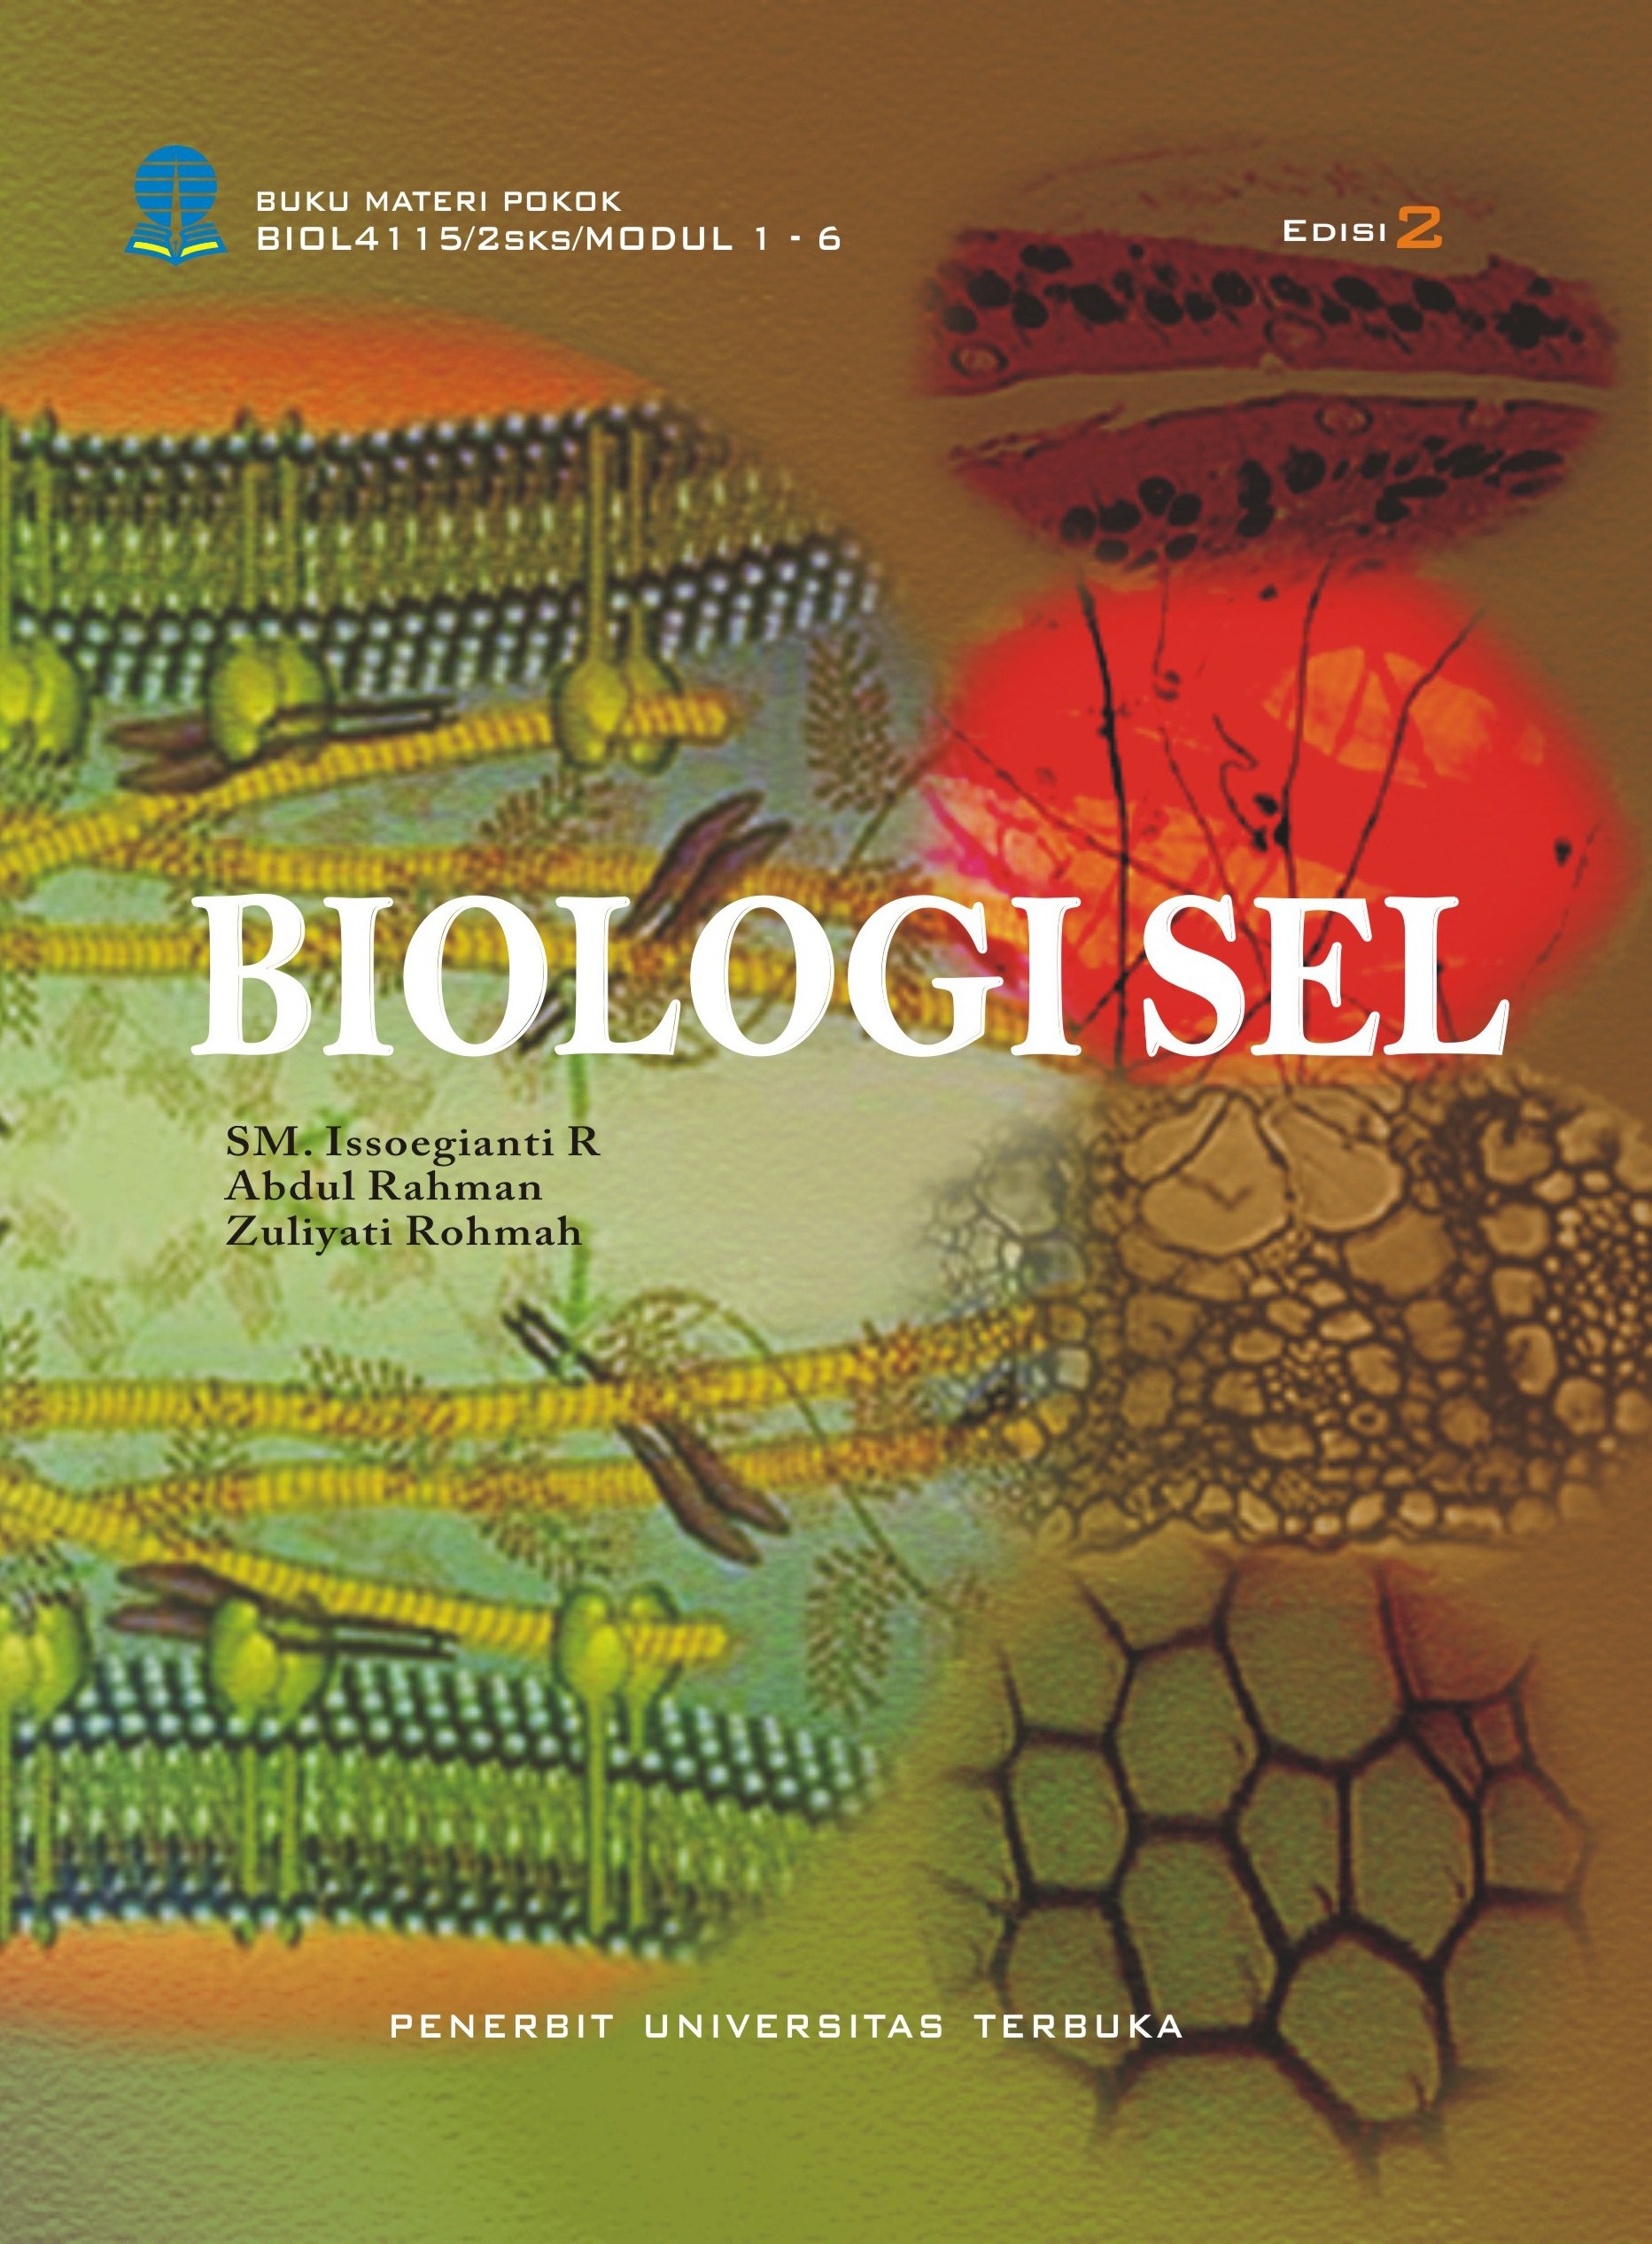 BUKU MATERI POKOK
BIOL4115/2SKS/MODUL 1 - 6
EDISI 2
BIOLOGI SEL
SM. Issoegianti R
Abdul Rahman
Zuliyati Rohmah
PENERBIT UNIVERSITAS TERBUKA